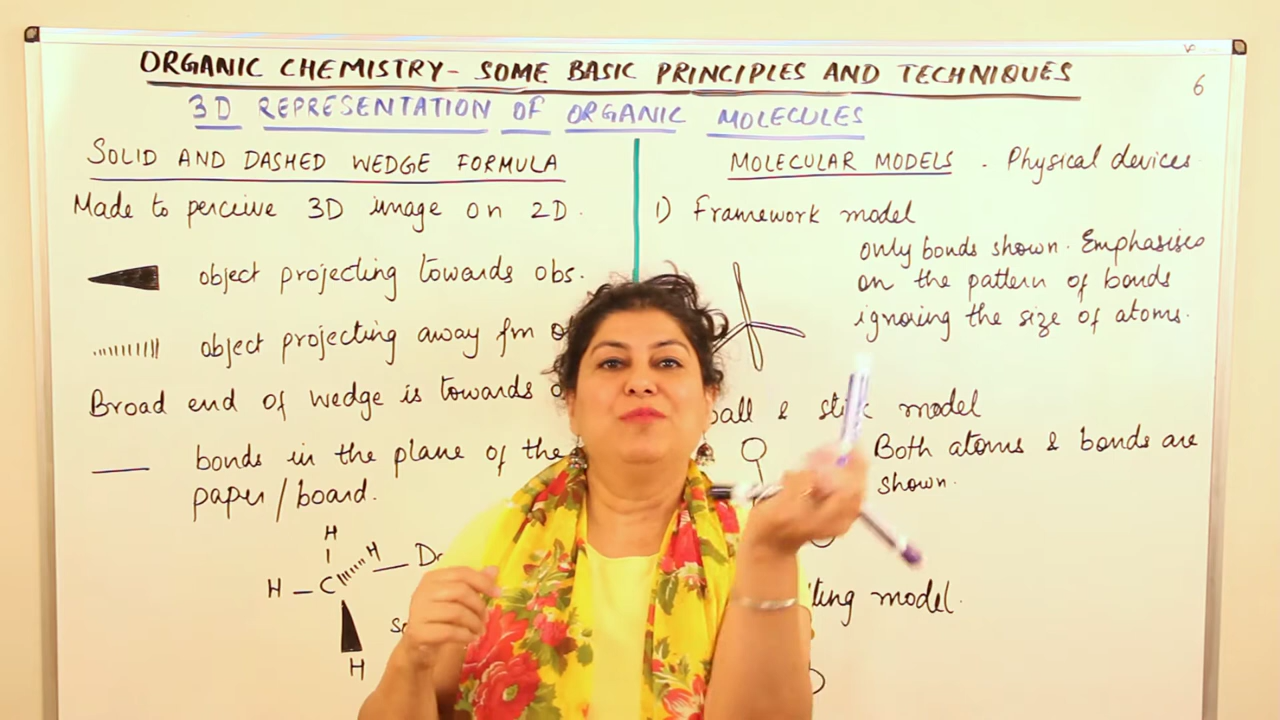 ORGANIC CHEMISTRY - SOME BASIC PRINCIPLES AND TECHNIQUES
6
3D REPRESENTATION OF ORGANIC MOLECULES
SOLID AND DASHED WEDGE FORMULA
Made to perceive 3D image on 2D.
object projecting towards obs.
object projecting away fm
Broad end of wedge is towards
bonds in the plane of the
paper/board.
H
H - C H
H
MOLECULAR MODELS - Physical devices
1) Framework model
only bonds shown. Emphasises
on the pattern of bonds
ignoring the size of atoms.
ball & stick model
Both atoms & bonds are
shown.
model.